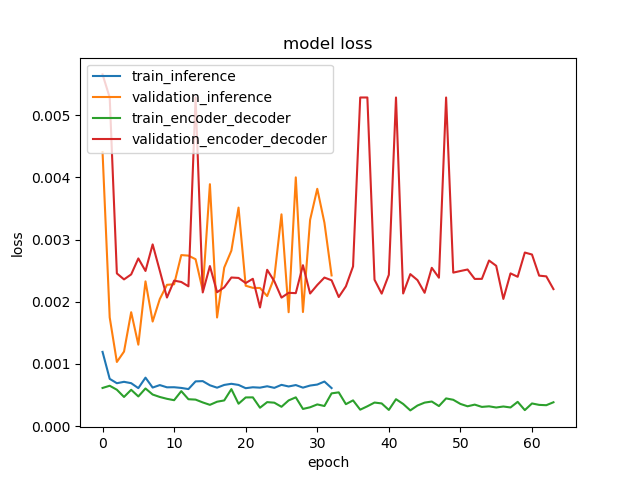 model loss
train_inference
validation_inference
train_encoder_decoder
validation_encoder_decoder
0.005
0.004
0.003
0.002
0.001
0.000
loss
0 10 20 30 40 50 60
epoch